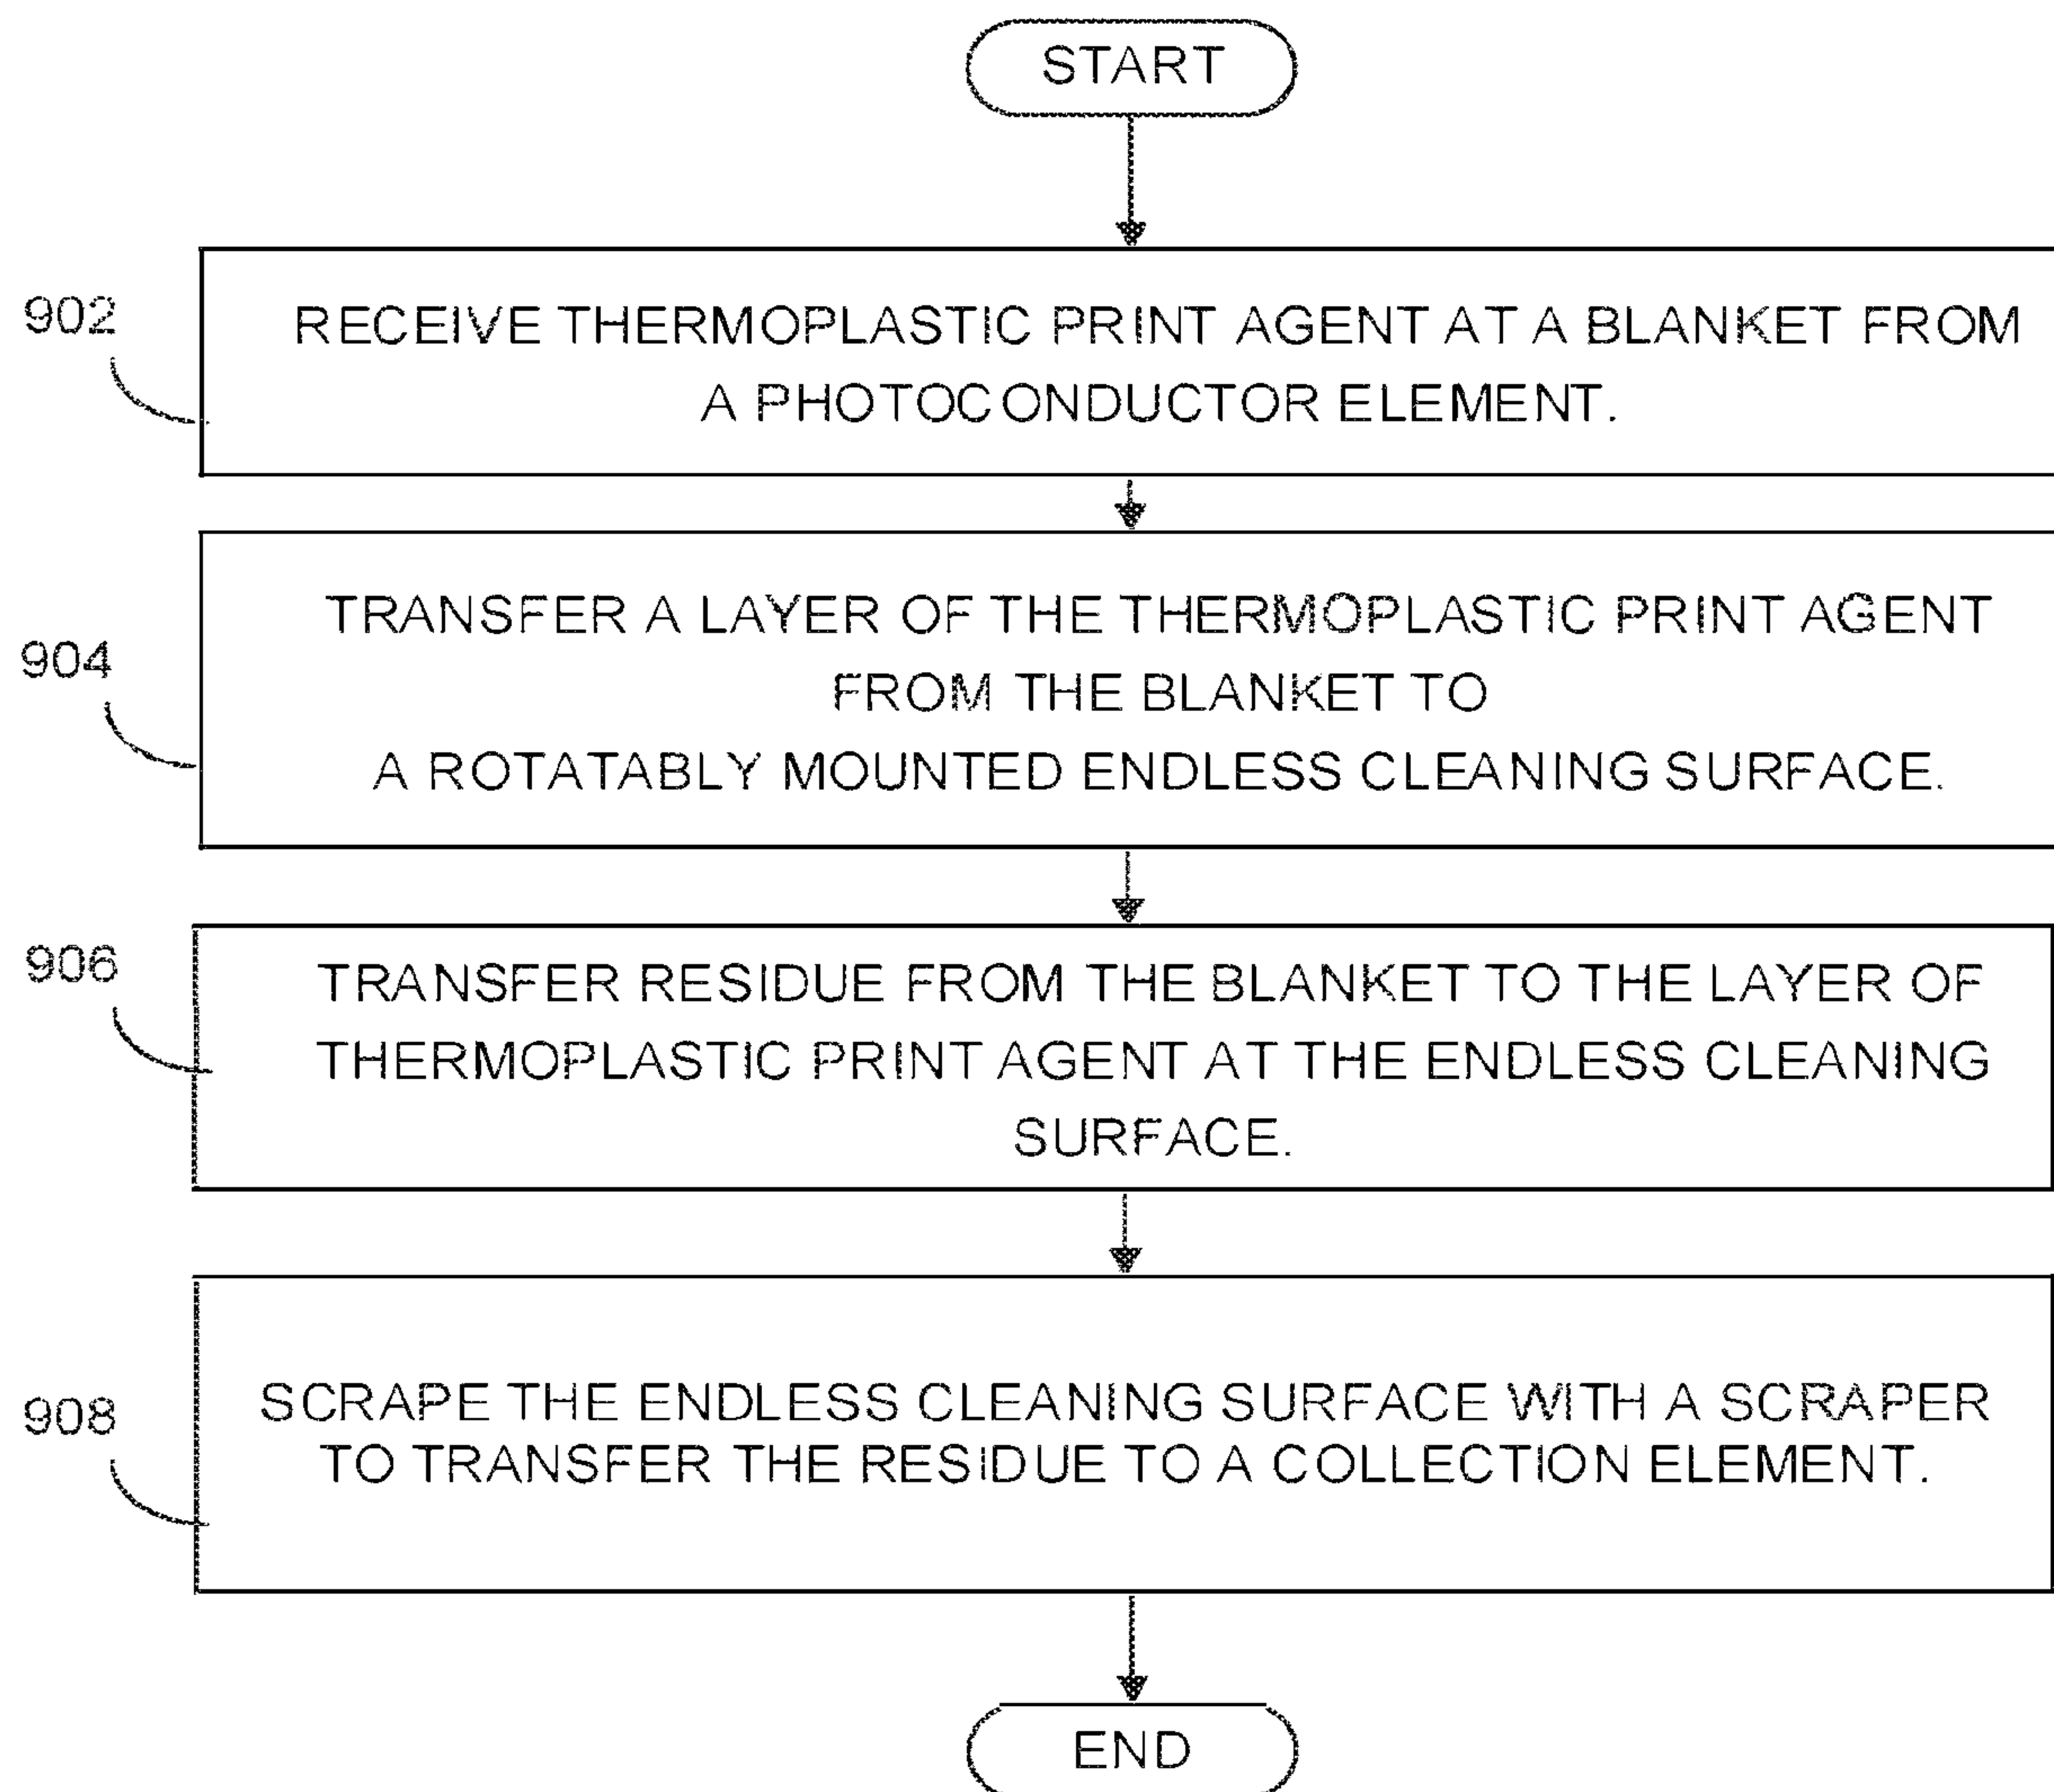 START
902
RECEIVE THERMOPLASTIC PRINT AGENT AT A BLANKET FROM
A PHOTOCONDUCTOR ELEMENT.
904
TRANSFER A LAYER OF THE THERMOPLASTIC PRINT AGENT
FROM THE BLANKET TO
A ROTATABLY MOUNTED ENDLESS CLEANING SURFACE.
906
TRANSFER RESIDUE FROM THE BLANKET TO THE LAYER OF
THERMOPLASTIC PRINT AGENT AT THE ENDLESS CLEANING
SURFACE.
908
SCRAPE THE ENDLESS CLEANING SURFACE WITH A SCRAPER
TO TRANSFER THE RESIDUE TO A COLLECTION ELEMENT.
END